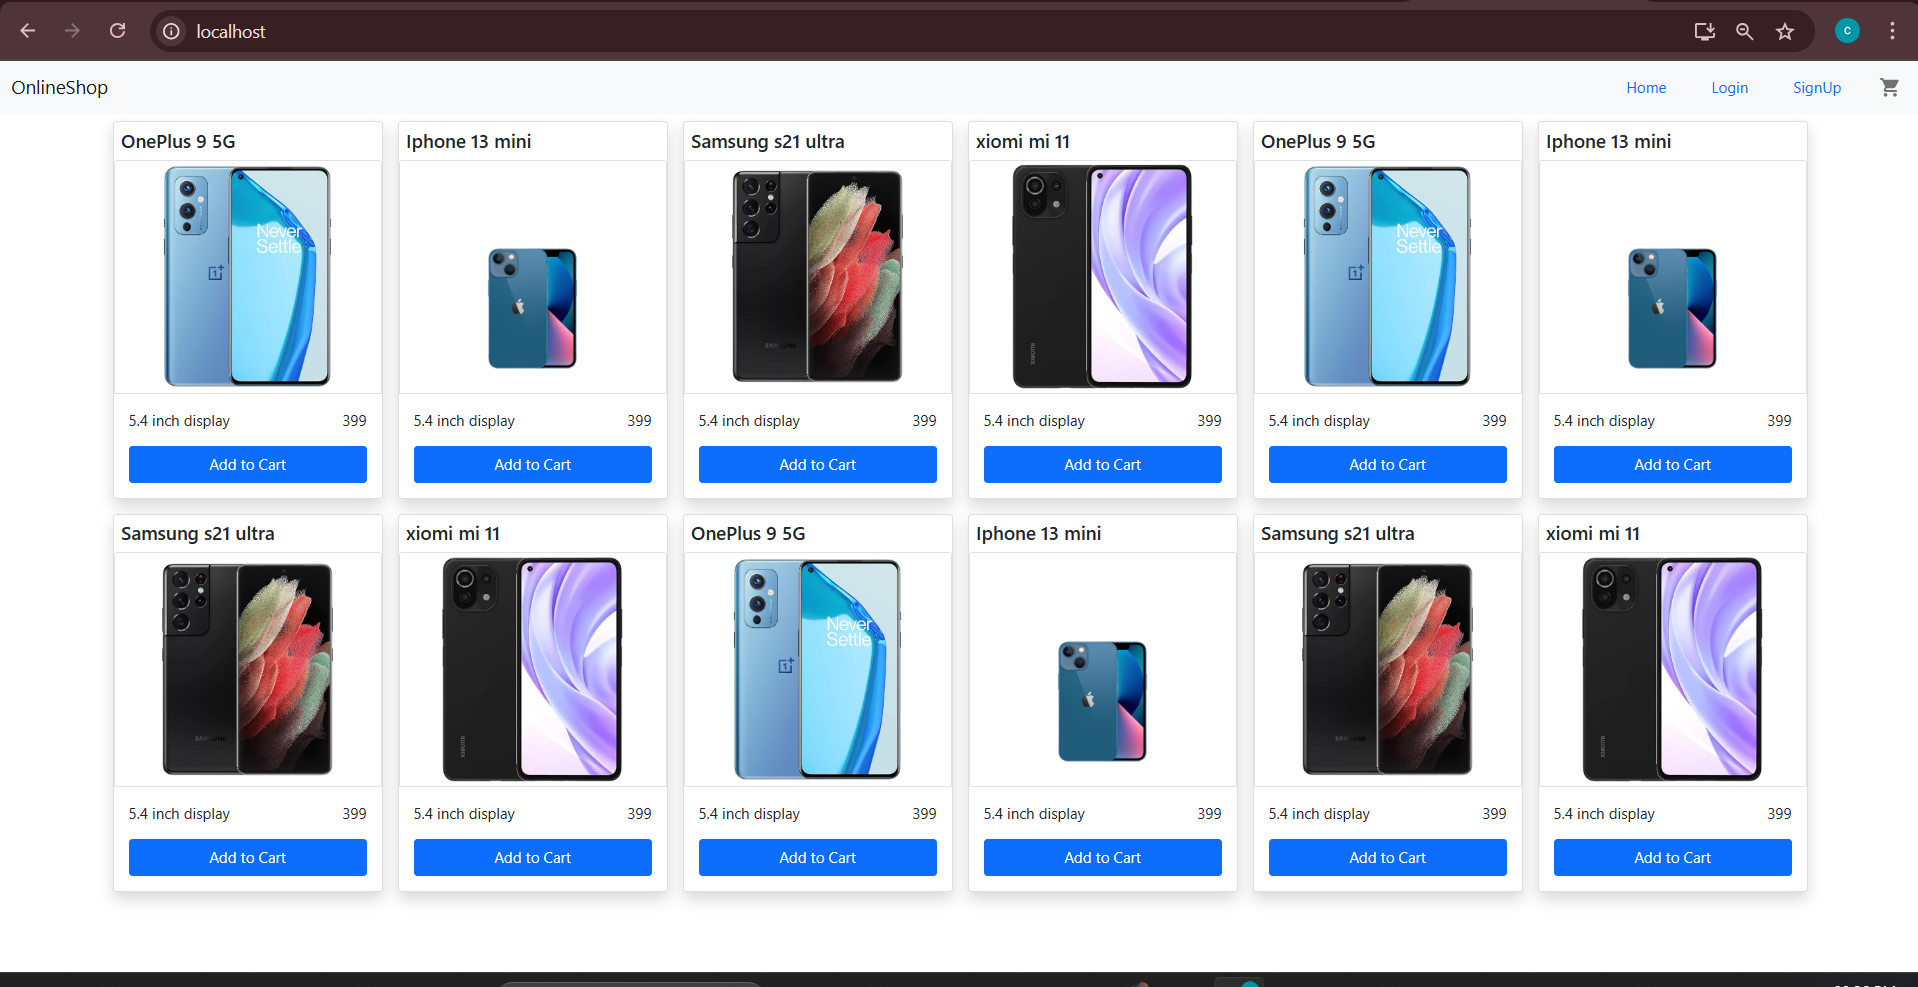 localhost
C
OnlineShop
Home Login SignUp
OnePlus 9 5G Iphone 13 mini Samsung s21 ultra xiomi mi 11 OnePlus 9 5G Iphone 13 mini
Never Never
Settle Settle
SAMSUNG XIAOMI
5.4 inch display 399 5.4 inch display 399 5.4 inch display 399 5.4 inch display 399 5.4 inch display 399 5.4 inch display 399
Add to Cart Add to Cart Add to Cart Add to Cart Add to Cart Add to Cart
Samsung s21 ultra xiomi mi 11 OnePlus 9 5G Iphone 13 mini Samsung s21 ultra xiomi mi 11
Never
Settle
SAMSUNG XIAOMI SAMSUNG XIAOMI
5.4 inch display 399 5.4 inch display 399 5.4 inch display 399 5.4 inch display 399 5.4 inch display 399 5.4 inch display 399
Add to Cart Add to Cart Add to Cart Add to Cart Add to Cart Add to Cart